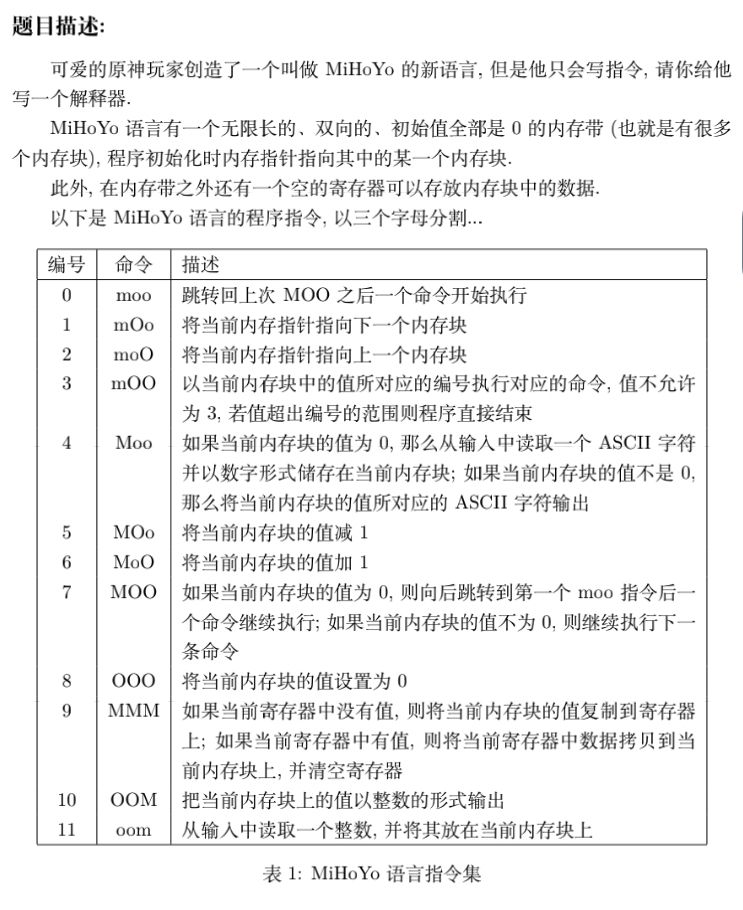 题目描述:
可爱的原神玩家创造了一个叫做 MiHoYo 的新语言, 但是他只会写指令, 请你给他
写一个解释器.
MiHoYo 语言有一个无限长的、双向的、初始值全部是 0 的内存带 (也就是有很多
个内存块), 程序初始化时内存指针指向其中的某一个内存块.
此外, 在内存带之外还有一个空的寄存器可以存放内存块中的数据.
以下是 MiHoYo 语言的程序指令, 以三个字母分割...
编号 命令 描述
0 moo 跳转回上次 MOO 之后一个命令开始执行
1 mOo 将当前内存指针指向下一个内存块
2 moO 将当前内存指针指向上一个内存块
3 mOO 以当前内存块中的值所对应的编号执行对应的命令, 值不允许
为 3, 若值超出编号的范围则程序直接结束
4 Moo 如果当前内存块的值为 0, 那么从输入中读取一个 ASCII 字符
并以数字形式储存在当前内存块; 如果当前内存块的值不是 0,
那么将当前内存块的值所对应的 ASCII 字符输出
5 MOo 将当前内存块的值减 1
6 MoO 将当前内存块的值加 1
7 MOO 如果当前内存块的值为 0, 则向后跳转到第一个 moo 指令后一
个命令继续执行; 如果当前内存块的值不为 0, 则继续执行下一
条命令
8 OOO 将当前内存块的值设置为 0
9 MMM 如果当前寄存器中没有值, 则将当前内存块的值复制到寄存器
上; 如果当前寄存器中有值, 则将当前寄存器中数据拷贝到当
前内存块上, 并清空寄存器
10 OOM 把当前内存块上的值以整数的形式输出
11 oom 从输入中读取一个整数, 并将其放在当前内存块上
表 1: MiHoYo 语言指令集